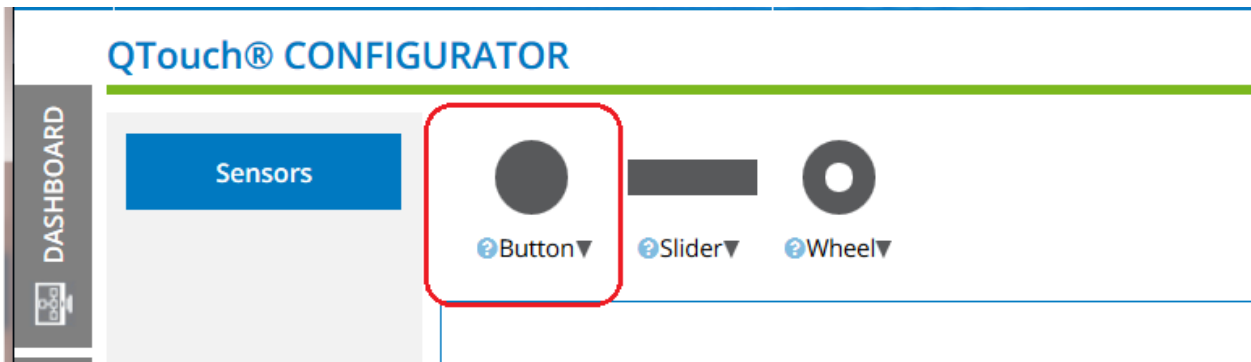 QTouch® CONFIGURATOR
DASHBOARD
Sensors
?Button▼
?Slider▼
?Wheel▼